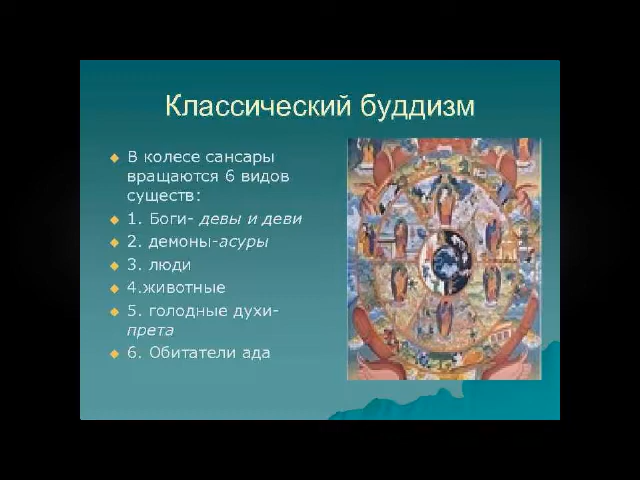 Классический буддизм
В колесе сансары
вращаются 6 видов
существ:
1. Боги- девы и деви
2. демоны-асуры
3. люди
4.животные
5. голодные духи-
прета
6. Обитатели ада